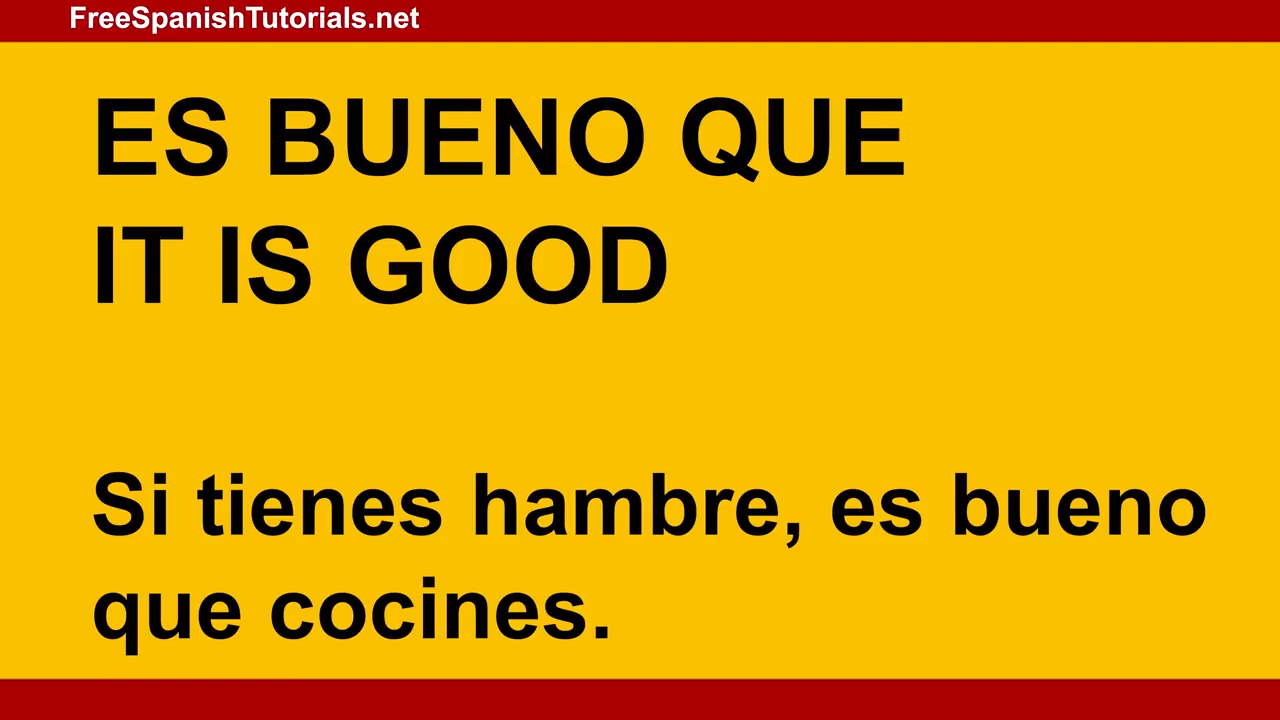 FreeSpanishTutorials.net
ES BUENO QUE
IT IS GOOD
Si tienes hambre, es bueno
que cocines.